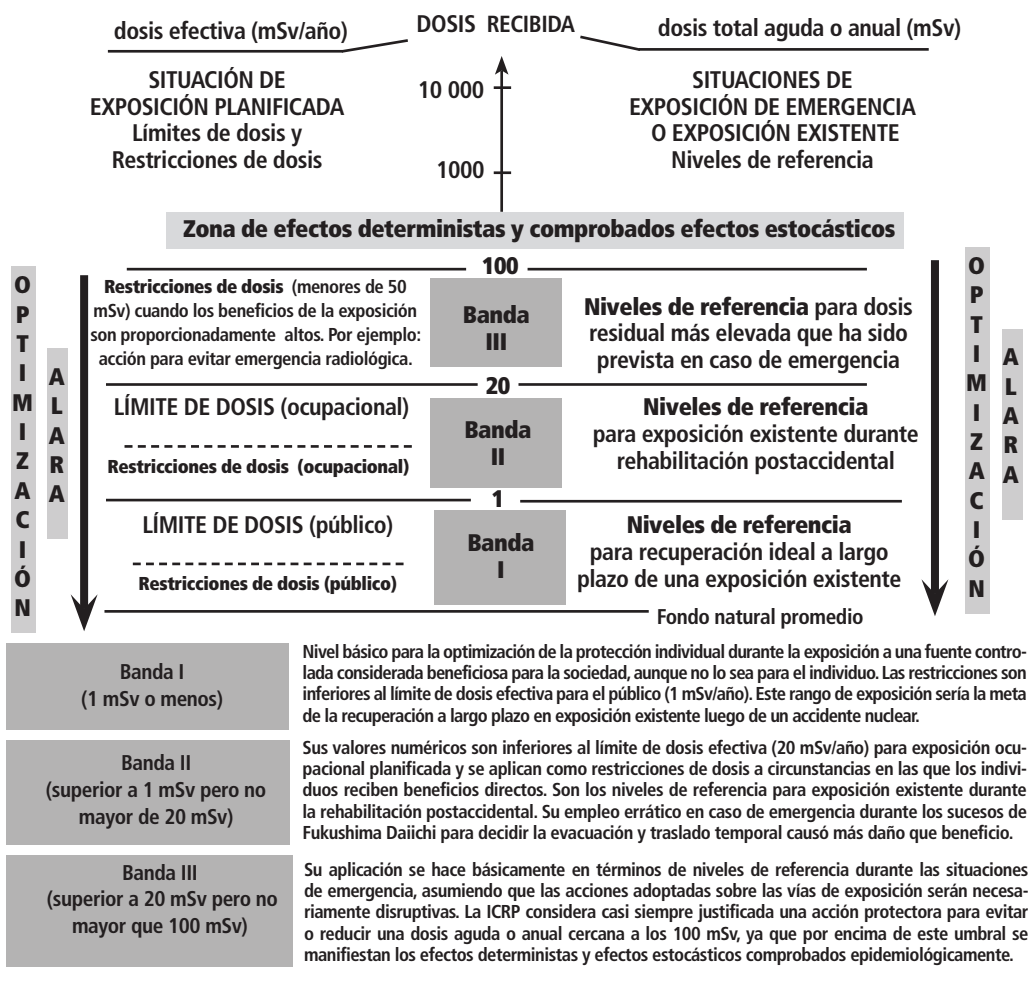 dosis efectiva (mSv/año)
DOSIS RECIBIDA
dosis total aguda o anual (mSv)
SITUACIÓN DE
EXPOSICIÓN PLANIFICADA
Límites de dosis y
Restricciones de dosis
10 000
1000
SITUACIONES DE
EXPOSICIÓN DE EMERGENCIA
O EXPOSICIÓN EXISTENTE
Niveles de referencia
Zona de efectos deterministas y comprobados efectos estocásticos
OPTIMIZACIÓN
ALARA
100
Restricciones de dosis (menores de 50
mSv) cuando los beneficios de la exposición
son proporcionadamente altos. Por ejemplo:
acción para evitar emergencia radiológica.
Banda
III
Niveles de referencia para dosis
residual más elevada que ha sido
prevista en caso de emergencia
20
LÍMITE DE DOSIS (ocupacional)
Restricciones de dosis (ocupacional)
Banda
II
Niveles de referencia
para exposición existente durante
rehabilitación postaccidental
1
LÍMITE DE DOSIS (público)
Restricciones de dosis (público)
Banda
I
Niveles de referencia
para recuperación ideal a largo
plazo de una exposición existente
Fondo natural promedio
OPTIMIZACIÓN
ALARA
Banda I
(1 mSv o menos)
Nivel básico para la optimización de la protección individual durante la exposición a una fuente contro-
lada considerada beneficiosa para la sociedad, aunque no lo sea para el individuo. Las restricciones son
inferiores al límite de dosis efectiva para el público (1 mSv/año). Este rango de exposición sería la meta
de la recuperación a largo plazo en exposición existente luego de un accidente nuclear.
Banda II
(superior a 1 mSv pero no
mayor de 20 mSv)
Sus valores numéricos son inferiores al límite de dosis efectiva (20 mSv/año) para exposición ocu-
pacional planificada y se aplican como restricciones de dosis a circunstancias en las que los indivi-
duos reciben beneficios directos. Son los niveles de referencia para exposición existente durante
la rehabilitación postaccidental. Su empleo errático en caso de emergencia durante los sucesos de
Fukushima Daiichi para decidir la evacuación y traslado temporal causó más daño que beneficio.
Banda III
(superior a 20 mSv pero no
mayor que 100 mSv)
Su aplicación se hace básicamente en términos de niveles de referencia durante las situaciones
de emergencia, asumiendo que las acciones adoptadas sobre las vías de exposición serán necesa-
riamente disruptivas. La ICRP considera casi siempre justificada una acción protectora para evitar
o reducir una dosis aguda o anual cercana a los 100 mSv, ya que por encima de este umbral se
manifiestan los efectos deterministas y efectos estocásticos comprobados epidemiológicamente.